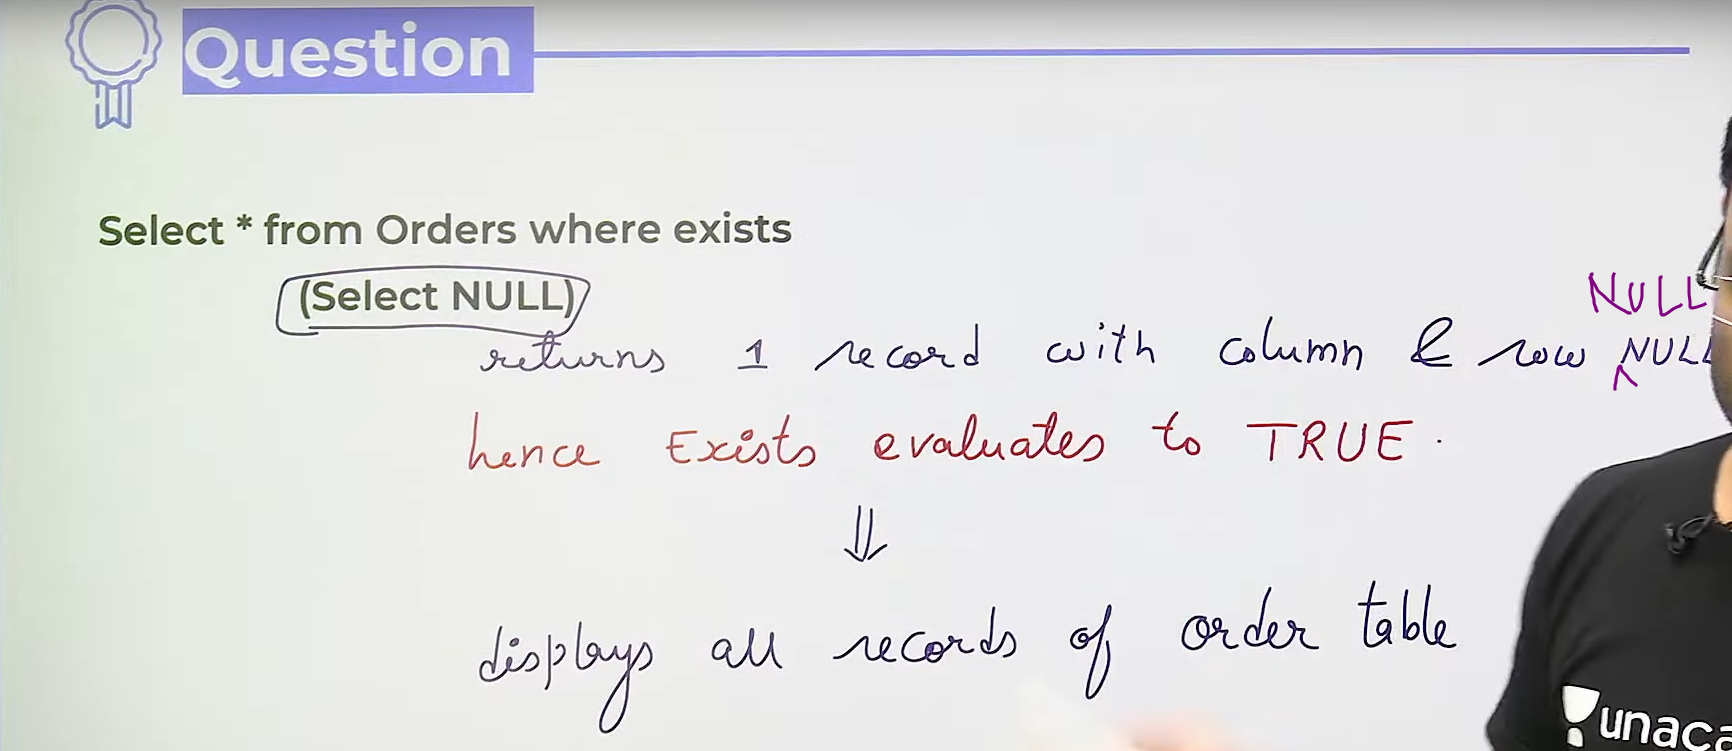 Question
Select * from Orders where exists
(Select NULL)
NULL
returns 1 record with column & row NULL
hence Exists evaluates to TRUE.
⇓
displays all records of order table
unaca